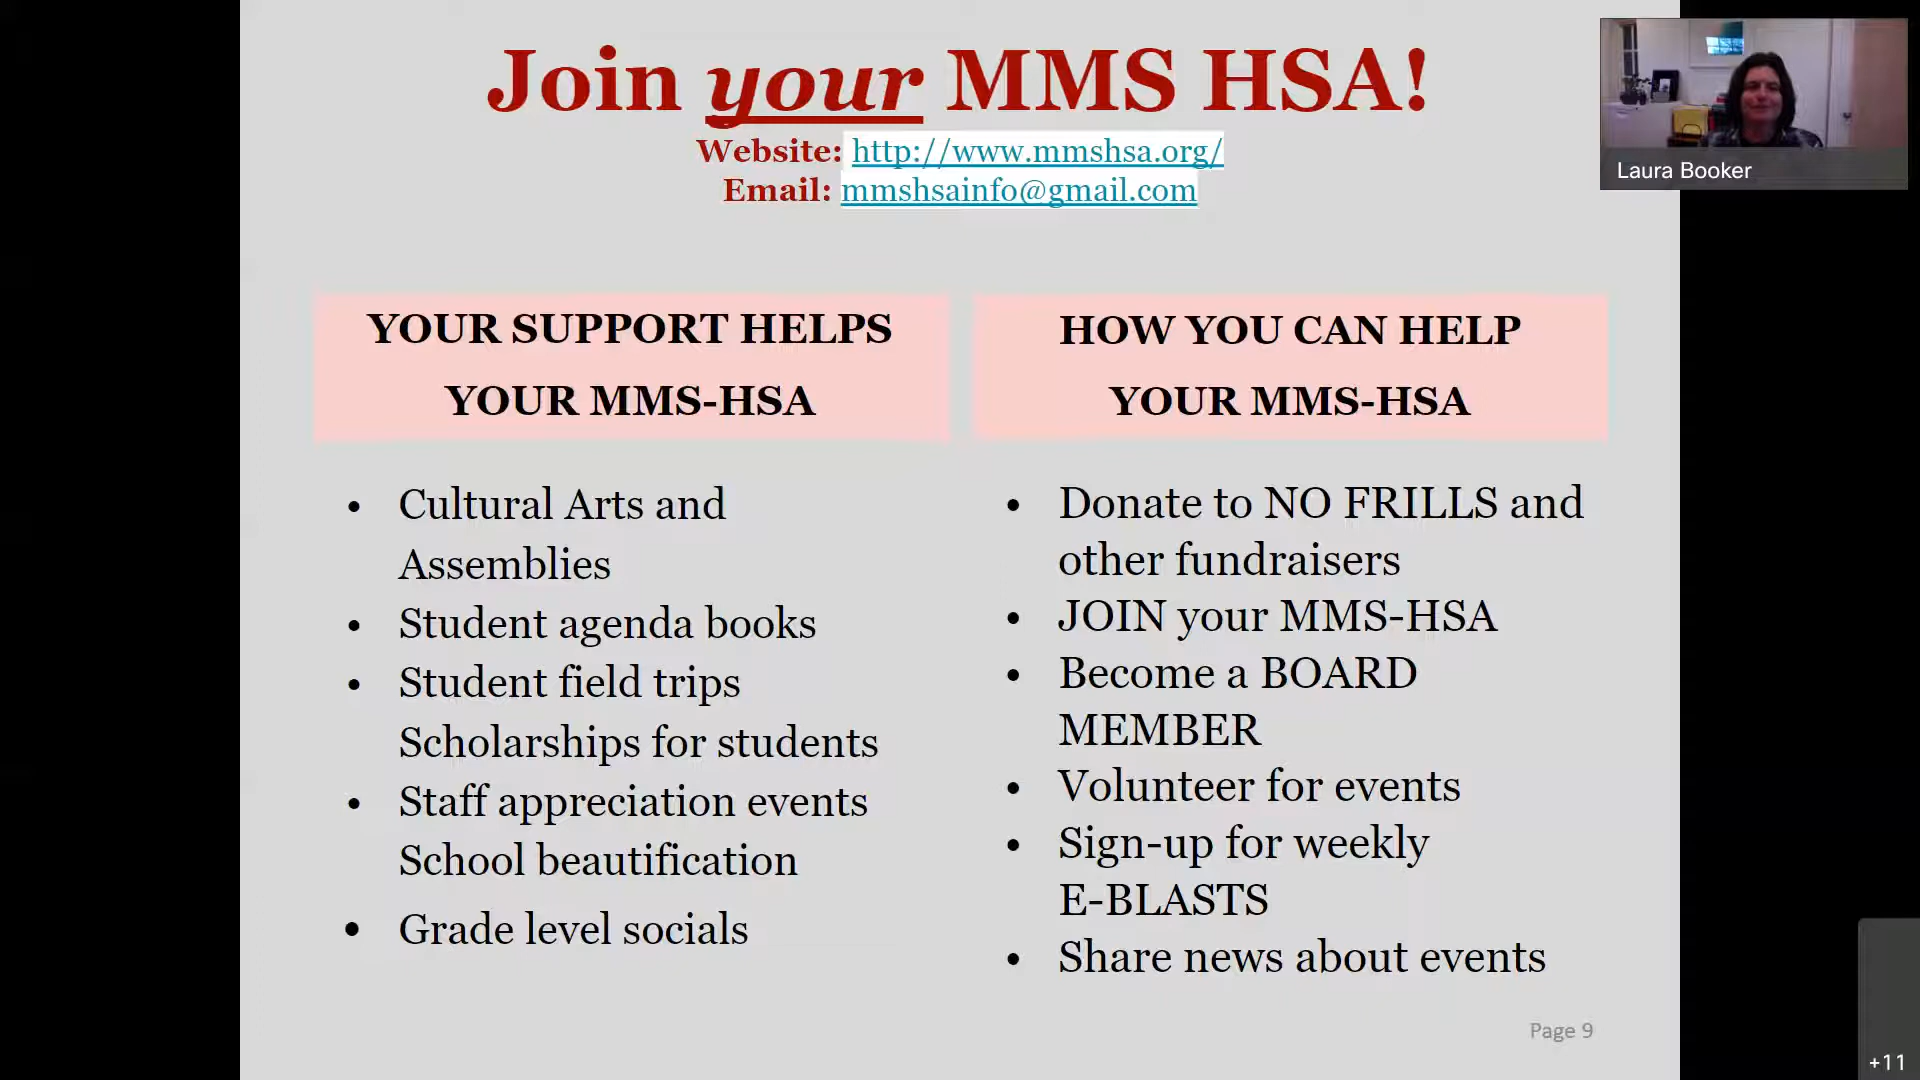 Join your MMS HSA!
Website: http://www.mmshsa.org/
Email: mmshsainfo@gmail.com
Laura Booker
YOUR SUPPORT HELPS
YOUR MMS-HSA
• Cultural Arts and
Assemblies
• Student agenda books
• Student field trips
Scholarships for students
• Staff appreciation events
School beautification
• Grade level socials
HOW YOU CAN HELP
YOUR MMS-HSA
• Donate to NO FRILLS and
other fundraisers
• JOIN your MMS-HSA
• Become a BOARD
MEMBER
• Volunteer for events
• Sign-up for weekly
E-BLASTS
• Share news about events
Page 9
+11